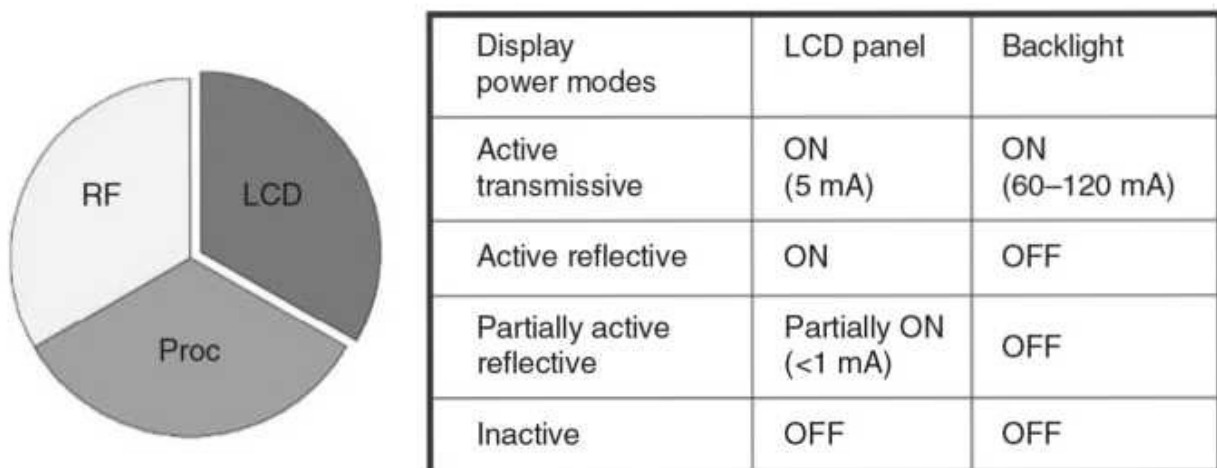 RF
LCD
Proc
Display
power modes
LCD panel
Backlight
Active
transmissive
ON
(5 mA)
ON
(60–120 mA)
Active reflective
ON
OFF
Partially active
reflective
Partially ON
(<1 mA)
OFF
Inactive
OFF
OFF